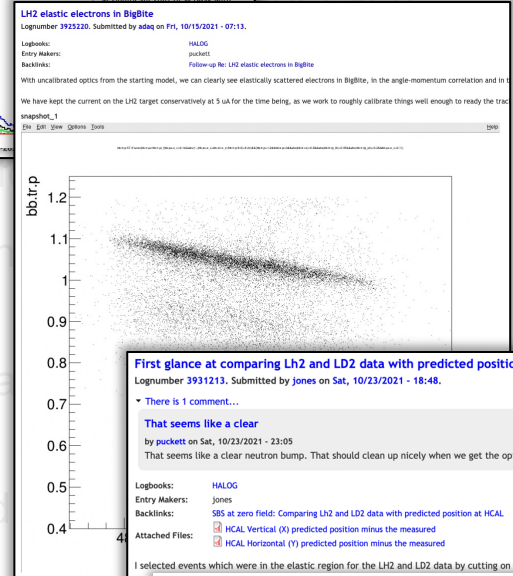 LH2 elastic electrons in BigBite
Lognumber 3925220. Submitted by adaq on Fri, 10/15/2021 - 07:13.
Logbooks: HALOG
Entry Makers: puckett
Backlinks: Follow-up Re: LH2 elastic electrons in BigBite
With uncalibrated optics from the starting model, we can clearly see elastically scattered electrons in BigBite, in the angle-momentum correlation and in t
We have kept the current on the LH2 target conservatively at 5 uA for the time being, as we work to roughly calibrate things well enough to ready the trac
snapshot_1
File Edit View Options Tools Help
bb.tr.p
1.2
1.1
1
0.9
0.8
0.7
0.6
0.5
0.4
First glance at comparing Lh2 and LD2 data with predicted positio
Lognumber 3931213. Submitted by jones on Sat, 10/23/2021 - 18:48.
There is 1 comment...
That seems like a clear
by puckett on Sat, 10/23/2021 - 23:05
That seems like a clear neutron bump. That should clean up nicely when we get the op
Logbooks: HALOG
Entry Makers: jones
Backlinks: SBS at zero field: Comparing Lh2 and LD2 data with predicted position at HCAL
Attached Files: HCAL Vertical (X) predicted position minus the measured
HCAL Horizontal (Y) predicted position minus the measured
I selected events which were in the elastic region for the LH2 and LD2 data by cutting on